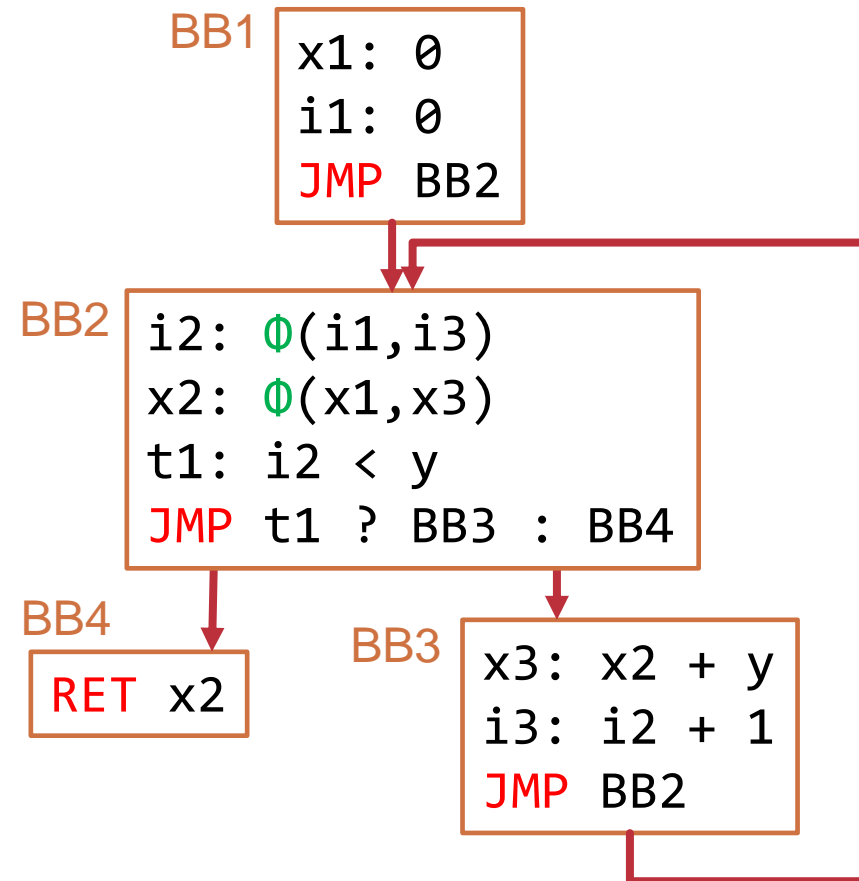 BB1
x1: 0
i1: 0
JMP BB2
BB2
i2: Φ(i1,i3)
x2: Φ(x1,x3)
t1: i2 < y
JMP t1 ? BB3 : BB4
BB4
RET x2
BB3
x3: x2 + y
i3: i2 + 1
JMP BB2